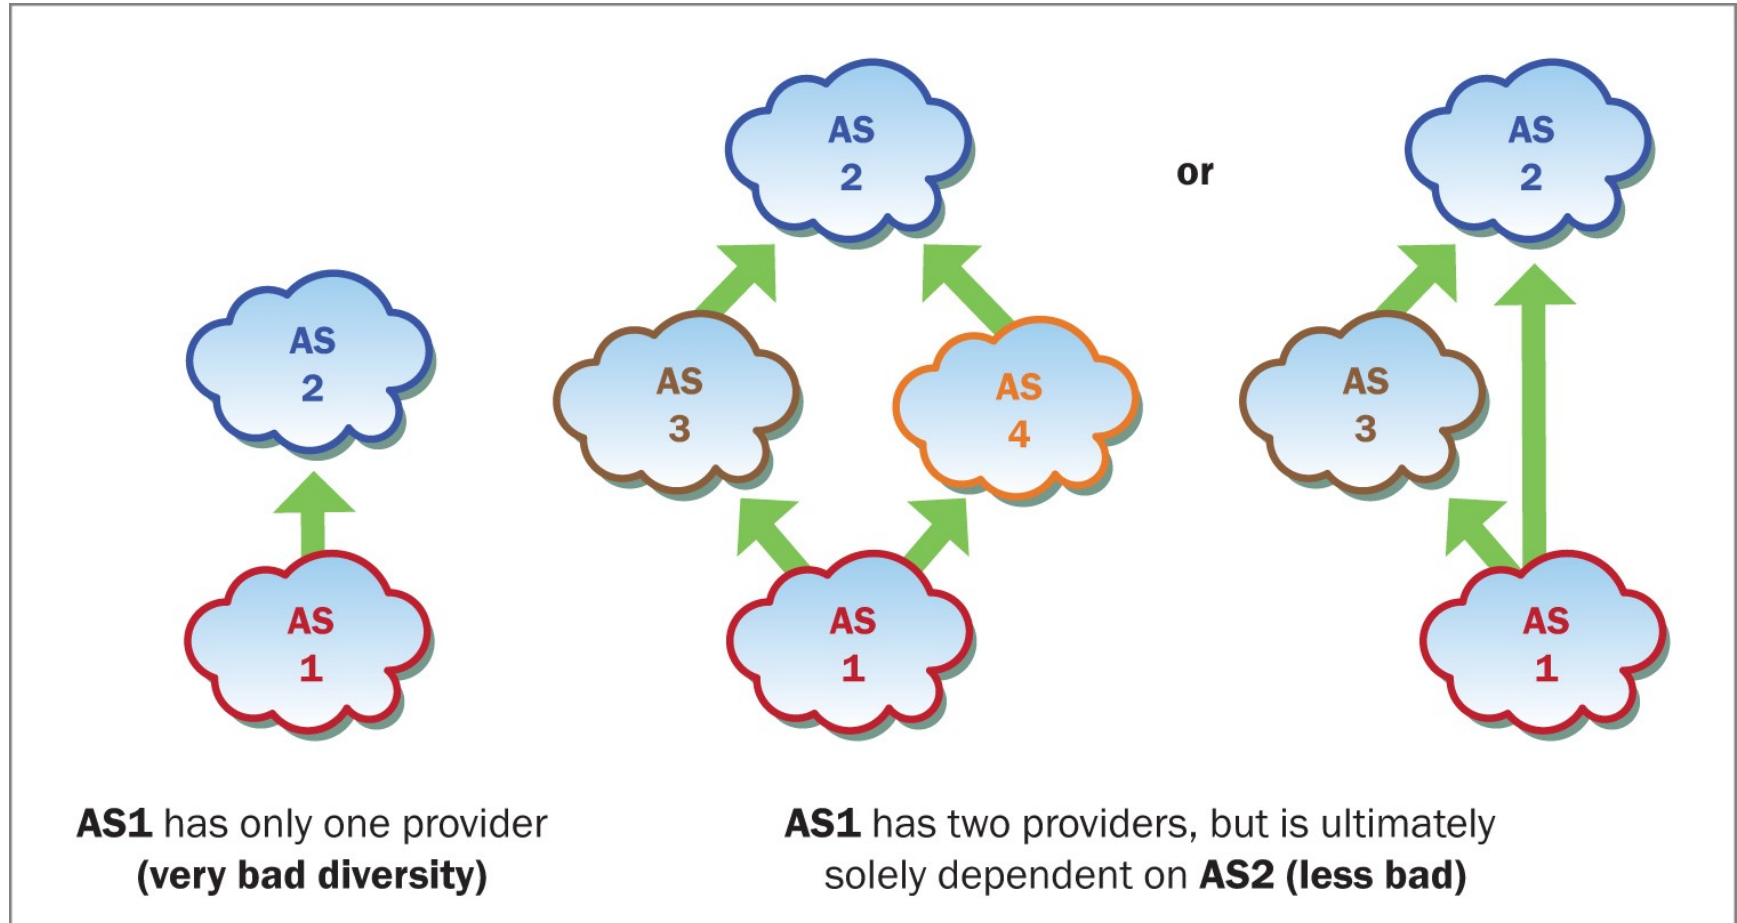 AS
2
AS
1
AS1 has only one provider
(very bad diversity)
AS
2
AS
3
AS
4
AS
1
or
AS
2
AS
3
AS
1
AS1 has two providers, but is ultimately
solely dependent on AS2 (less bad)